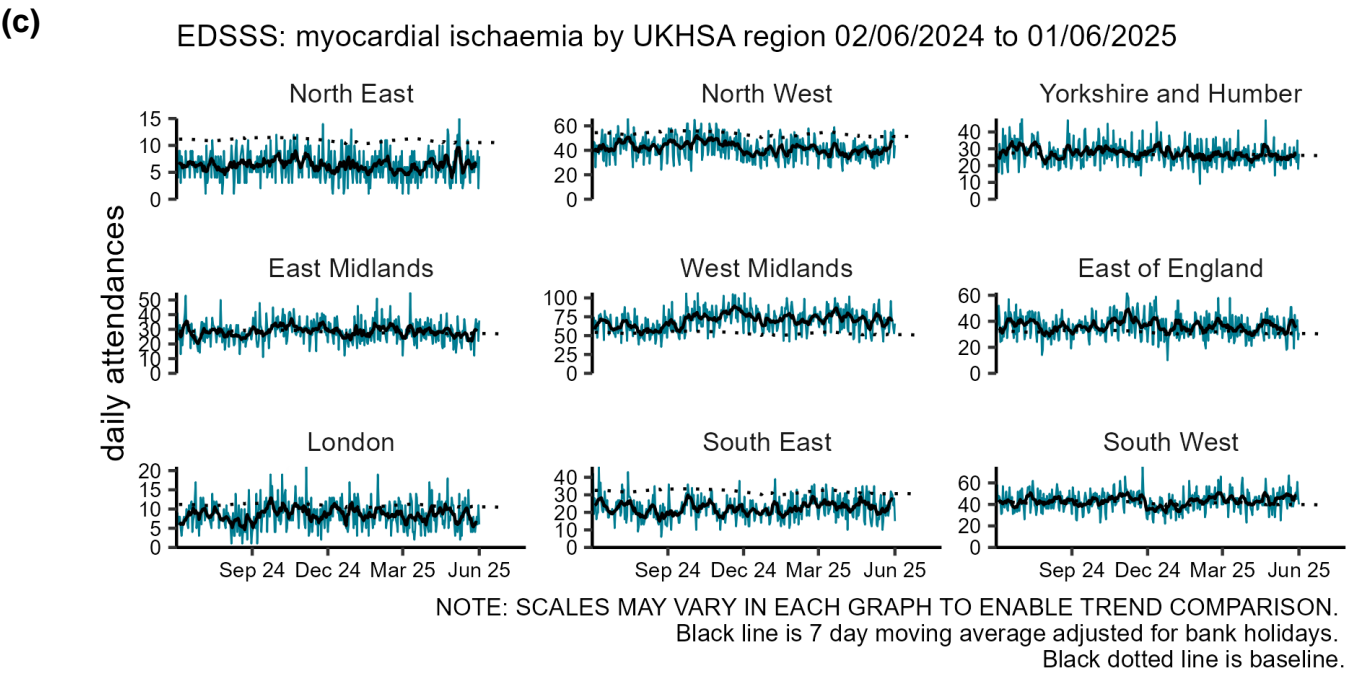 (c)
EDSSS: myocardial ischaemia by UKHSA region 02/06/2024 to 01/06/2025
daily attendances
North East
15
10
5
0
North West
60
40
20
0
Yorkshire and Humber
40
30
20
10
0
East Midlands
50
40
30
20
10
0
West Midlands
100
75
50
25
0
East of England
60
40
20
0
London
20
15
10
5
0
Sep 24 Dec 24 Mar 25 Jun 25
South East
40
30
20
10
0
Sep 24 Dec 24 Mar 25 Jun 25
South West
60
40
20
0
Sep 24 Dec 24 Mar 25 Jun 25
NOTE: SCALES MAY VARY IN EACH GRAPH TO ENABLE TREND COMPARISON.
Black line is 7 day moving average adjusted for bank holidays.
Black dotted line is baseline.